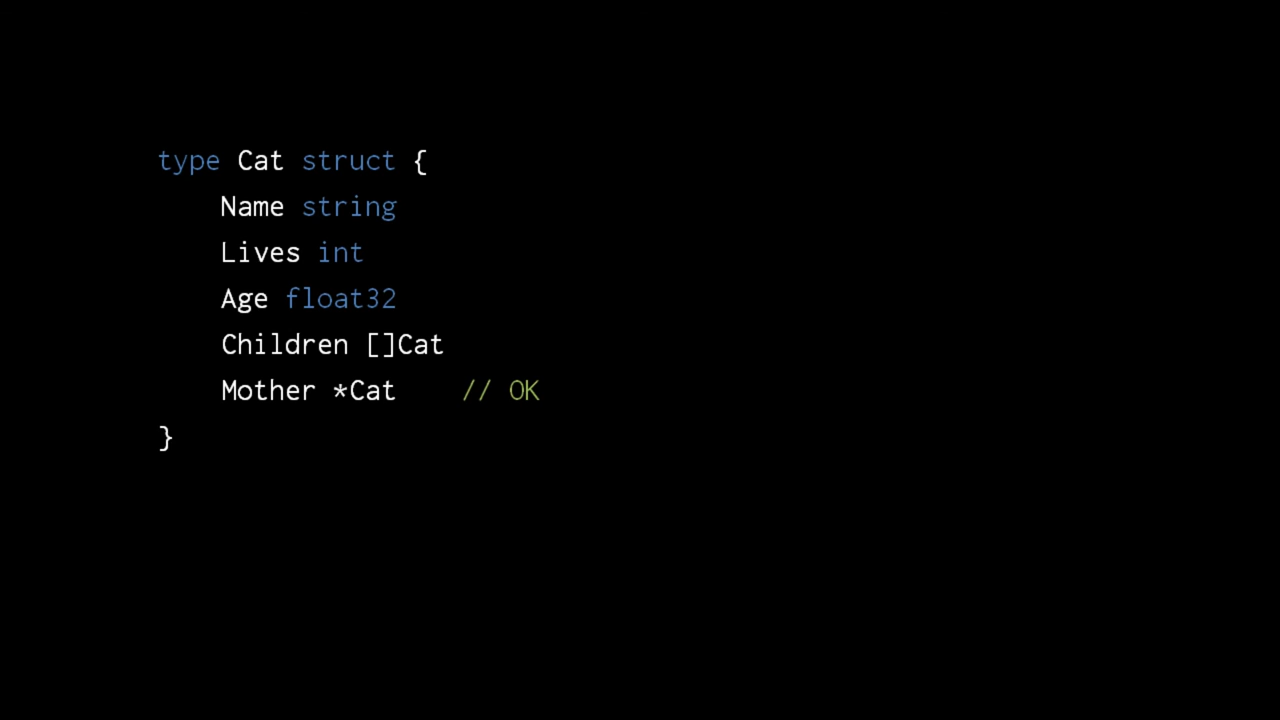 type Cat struct {
    Name string
    Lives int
    Age float32
    Children []Cat
    Mother *Cat    // OK
}